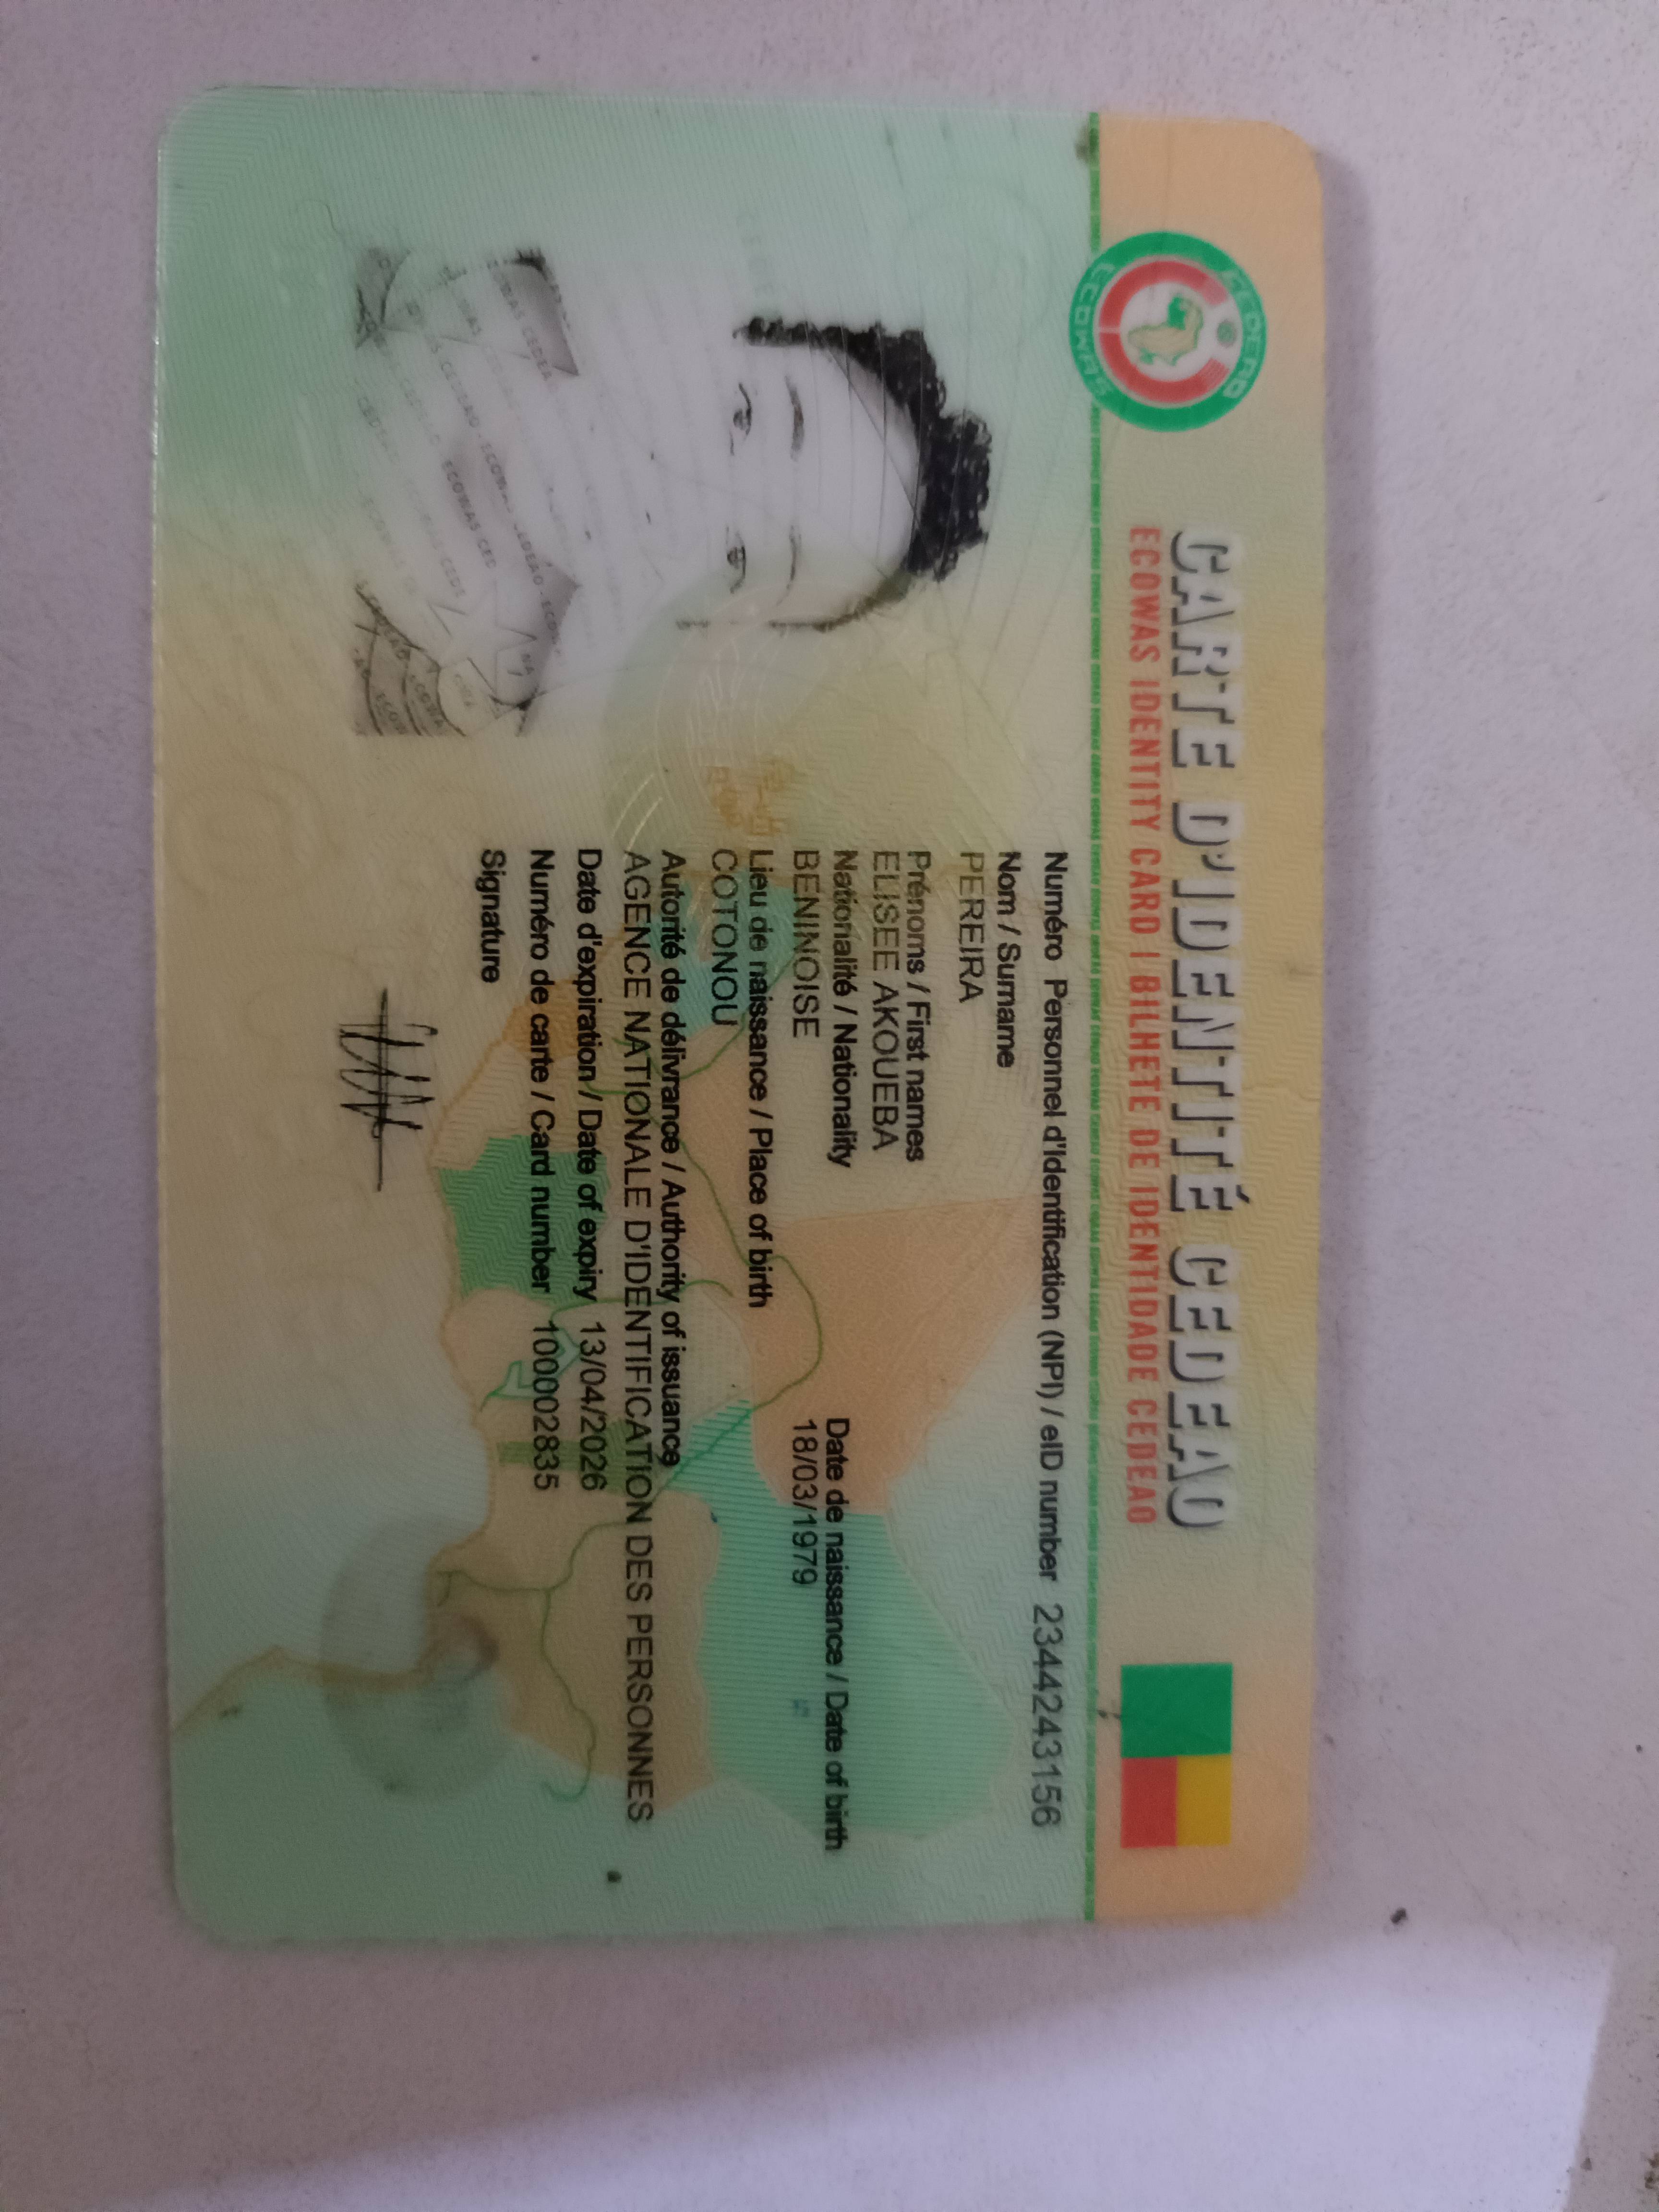 CEDEAO
ECOWAS
CARTE D'IDENTITÉ CEDEAO
ECOWAS IDENTITY CARD | BILHETE DE IDENTIDADE CEDEAO
Numéro Personnel d'Identification (NPI) / eID number 2344243156
Nom / Surname
PEREIRA
Prénoms / First names
ELISEE AKOUEBA
Nationalité / Nationality
BENINOISE
Date de naissance / Date of birth
18/03/1979
Lieu de naissance / Place of birth
COTONOU
Autorité de délivrance / Authority of issuance
AGENCE NATIONALE D'IDENTIFICATION DES PERSONNES
Date d'expiration / Date of expiry 13/04/2026
Numéro de carte / Card number 100002835
Signature